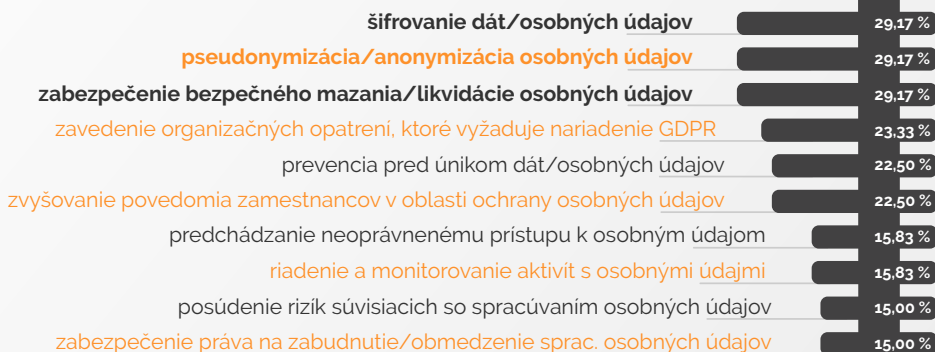 šifrovanie dát/osobných údajov 29,17 %
pseudonymizácia/anonymizácia osobných údajov 29,17 %
zabezpečenie bezpečného mazania/likvidácie osobných údajov 29,17 %
zavedenie organizačných opatrení, ktoré vyžaduje nariadenie GDPR 23,33 %
prevencia pred únikom dát/osobných údajov 22,50 %
zvyšovanie povedomia zamestnancov v oblasti ochrany osobných údajov 22,50 %
predchádzanie neoprávnenému prístupu k osobným údajom 15,83 %
riadenie a monitorovanie aktivít s osobnými údajmi 15,83 %
posúdenie rizík súvisiacich so spracúvaním osobných údajov 15,00 %
zabezpečenie práva na zabudnutie/obmedzenie sprac. osobných údajov 15,00 %